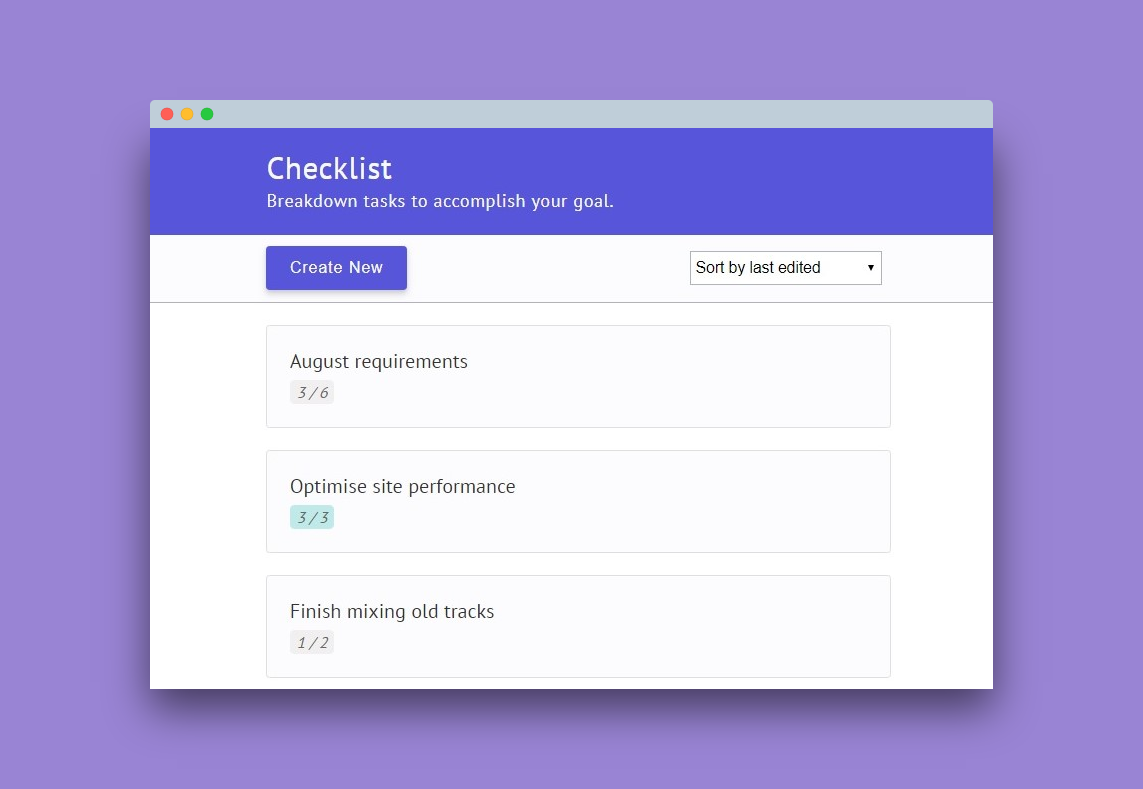 Checklist
Breakdown tasks to accomplish your goal.
Create New
Sort by last edited
August requirements
3/6
Optimise site performance
3/3
Finish mixing old tracks
1/2